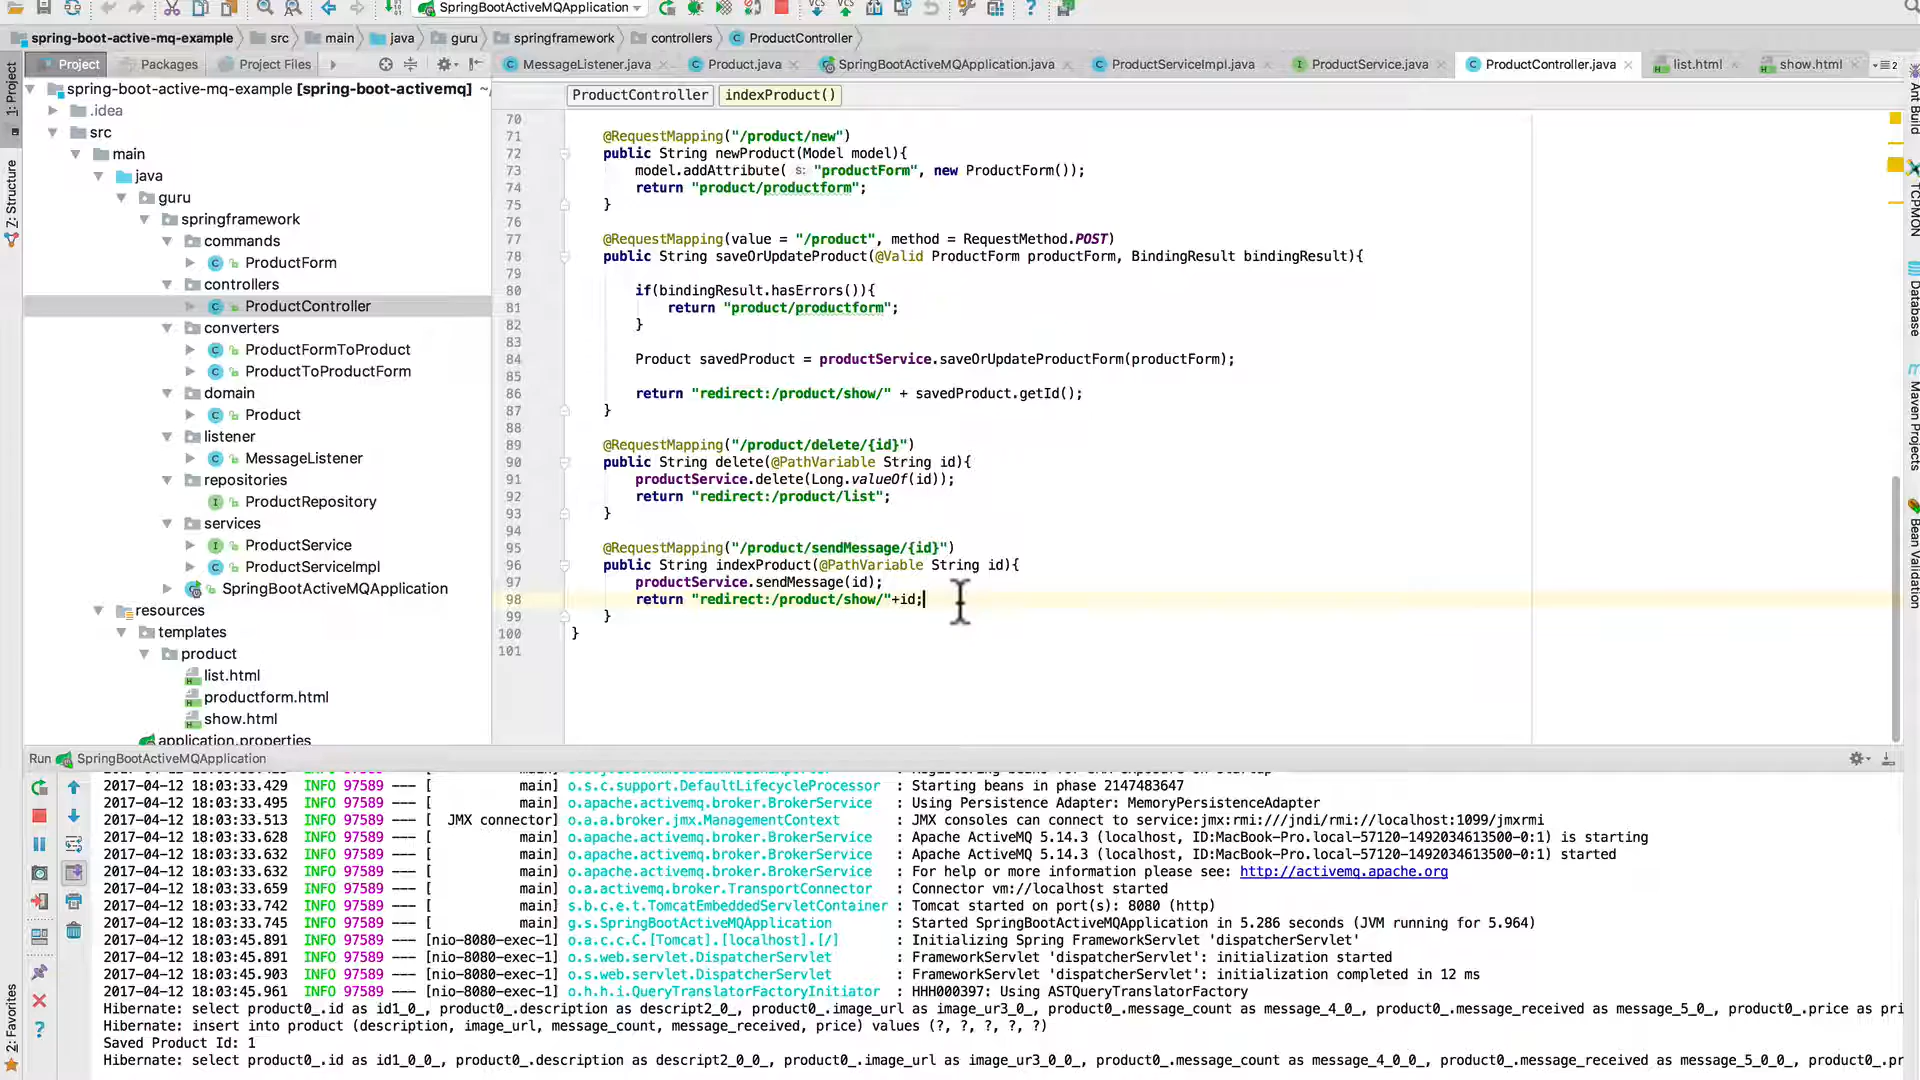 SpringBootActiveMQApplication
spring-boot-active-mq-example src main java guru springframework controllers ProductController
Project Packages Project Files
MessageListener.java Product.java SpringBootActiveMQApplication.java ProductServiceImpl.java ProductService.java ProductController.java list.html show.html
ProductController indexProduct()
1: Project
Z: Structure
2: Favorites
Ant Build
TCPMON
Database
Maven Projects
Bean Validation
spring-boot-active-mq-example [spring-boot-activemq] ~
.idea
src
main
java
guru
springframework
commands
ProductForm
controllers
ProductController
converters
ProductFormToProduct
ProductToProductForm
domain
Product
listener
MessageListener
repositories
ProductRepository
services
ProductService
ProductServiceImpl
SpringBootActiveMQApplication
resources
templates
product
list.html
productform.html
show.html
application.properties
70
71 @RequestMapping("/product/new")
72 public String newProduct(Model model){
73 model.addAttribute( s: "productForm", new ProductForm());
74 return "product/productform";
75 }
76
77 @RequestMapping(value = "/product", method = RequestMethod.POST)
78 public String saveOrUpdateProduct(@Valid ProductForm productForm, BindingResult bindingResult){
79
80 if(bindingResult.hasErrors()){
81 return "product/productform";
82 }
83
84 Product savedProduct = productService.saveOrUpdateProductForm(productForm);
85
86 return "redirect:/product/show/" + savedProduct.getId();
87 }
88
89 @RequestMapping("/product/delete/{id}")
90 public String delete(@PathVariable String id){
91 productService.delete(Long.valueOf(id));
92 return "redirect:/product/list";
93 }
94
95 @RequestMapping("/product/sendMessage/{id}")
96 public String indexProduct(@PathVariable String id){
97 productService.sendMessage(id);
98 return "redirect:/product/show/"+id;
99 }
100 }
101
Run SpringBootActiveMQApplication
2017-04-12 18:03:33.429 INFO 97589 --- [ main] o.s.c.support.DefaultLifecycleProcessor : Starting beans in phase 2147483647
2017-04-12 18:03:33.495 INFO 97589 --- [ main] o.apache.activemq.broker.BrokerService : Using Persistence Adapter: MemoryPersistenceAdapter
2017-04-12 18:03:33.513 INFO 97589 --- [ JMX connector] o.a.a.broker.jmx.ManagementContext : JMX consoles can connect to service:jmx:rmi:///jndi/rmi://localhost:1099/jmxrmi
2017-04-12 18:03:33.628 INFO 97589 --- [ main] o.apache.activemq.broker.BrokerService : Apache ActiveMQ 5.14.3 (localhost, ID:MacBook-Pro.local-57120-1492034613500-0:1) is starting
2017-04-12 18:03:33.632 INFO 97589 --- [ main] o.apache.activemq.broker.BrokerService : Apache ActiveMQ 5.14.3 (localhost, ID:MacBook-Pro.local-57120-1492034613500-0:1) started
2017-04-12 18:03:33.632 INFO 97589 --- [ main] o.apache.activemq.broker.BrokerService : For help or more information please see: http://activemq.apache.org
2017-04-12 18:03:33.659 INFO 97589 --- [ main] o.a.activemq.broker.TransportConnector : Connector vm://localhost started
2017-04-12 18:03:33.742 INFO 97589 --- [ main] s.b.c.e.t.TomcatEmbeddedServletContainer : Tomcat started on port(s): 8080 (http)
2017-04-12 18:03:33.745 INFO 97589 --- [ main] g.s.SpringBootActiveMQApplication : Started SpringBootActiveMQApplication in 5.286 seconds (JVM running for 5.964)
2017-04-12 18:03:45.891 INFO 97589 --- [nio-8080-exec-1] o.a.c.c.C.[Tomcat].[localhost].[/] : Initializing Spring FrameworkServlet 'dispatcherServlet'
2017-04-12 18:03:45.891 INFO 97589 --- [nio-8080-exec-1] o.s.web.servlet.DispatcherServlet : FrameworkServlet 'dispatcherServlet': initialization started
2017-04-12 18:03:45.903 INFO 97589 --- [nio-8080-exec-1] o.s.web.servlet.DispatcherServlet : FrameworkServlet 'dispatcherServlet': initialization completed in 12 ms
2017-04-12 18:03:45.961 INFO 97589 --- [nio-8080-exec-1] o.h.h.i.QueryTranslatorFactoryInitiator : HHH000397: Using ASTQueryTranslatorFactory
Hibernate: select product0_.id as id1_0_, product0_.description as descript2_0_, product0_.image_url as image_ur3_0_, product0_.message_count as message_4_0_, product0_.message_received as message_5_0_, product0_.price as pri
Hibernate: insert into product (description, image_url, message_count, message_received, price) values (?, ?, ?, ?, ?)
Saved Product Id: 1
Hibernate: select product0_.id as id1_0_0_, product0_.description as descript2_0_0_, product0_.image_url as image_ur3_0_0_, product0_.message_count as message_4_0_0_, product0_.message_received as message_5_0_0_, product0_.pr